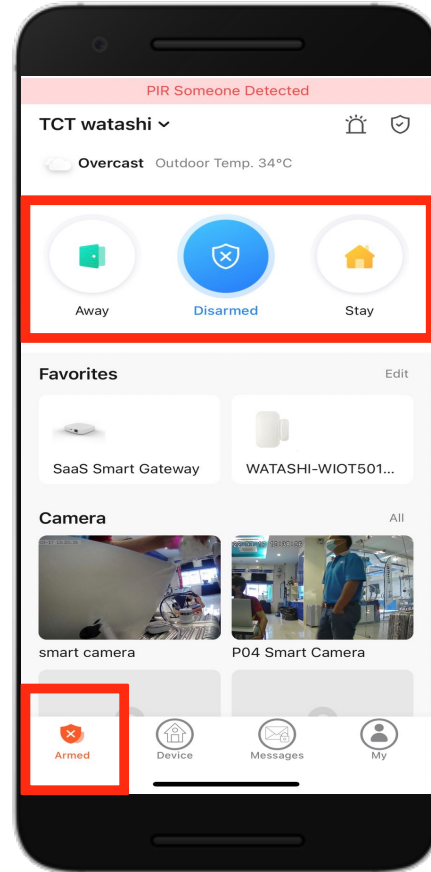 PIR Someone Detected
TCT watashi
Overcast Outdoor Temp. 34°C
Away Disarmed Stay
Favorites Edit
SaaS Smart Gateway WATASHI-WIOT501...
Camera All
smart camera P04 Smart Camera
Armed Device Messages My